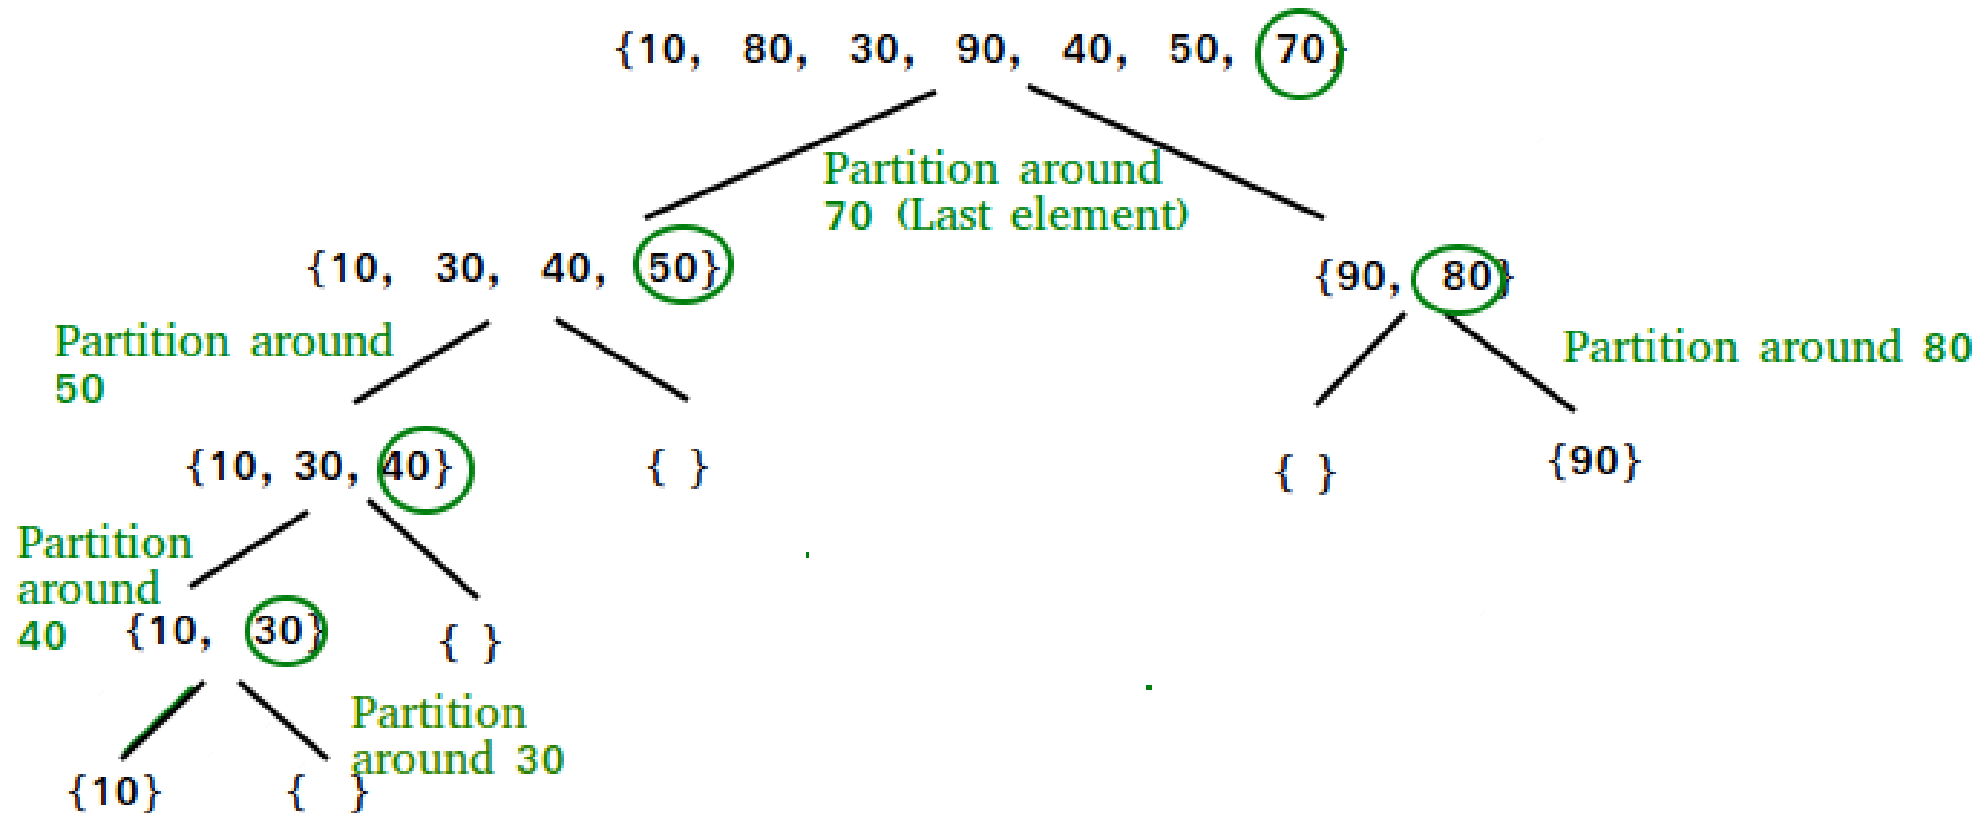 {10, 80, 30, 90, 40, 50, 70}
Partition around
70 (Last element)
{10, 30, 40, 50}
{90, 80}
Partition around
50
Partition around 80
{10, 30, 40}
{ }
{ }
{90}
Partition
around
40
{10, 30}
{ }
Partition
around 30
{10}
{ }